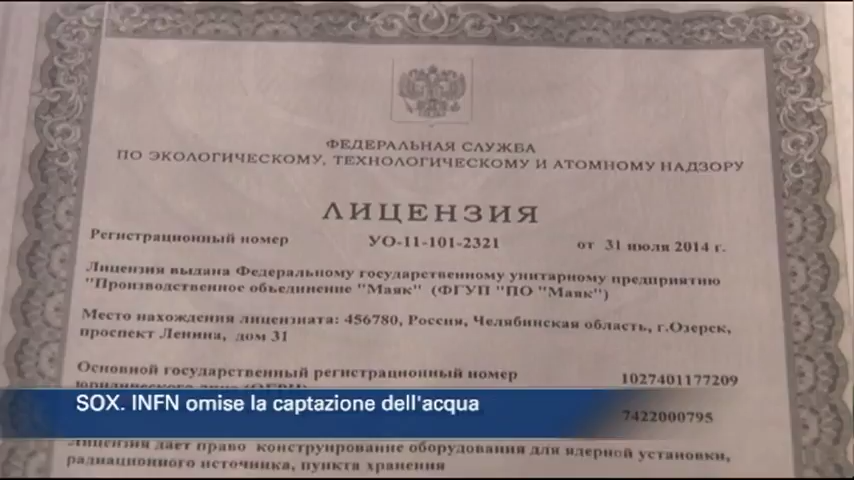 ФЕДЕРАЛЬНАЯ СЛУЖБА
ПО ЭКОЛОГИЧЕСКОМУ, ТЕХНОЛОГИЧЕСКОМУ И АТОМНОМУ НАДЗОРУ
ЛИЦЕНЗИЯ
Регистрационный номер УО-11-101-2321 от 31 июля 2014 г.
Лицензия выдана Федеральному государственному унитарному предприятию
"Производственное объединение "Маяк" (ФГУП "ПО "Маяк")
Место нахождения лицензиата: 456780, Россия, Челябинская область, г.Озерск,
проспект Ленина, дом 31
Основной государственный регистрационный номер
1027401177209
SOX. INFN omise la captazione dell'acqua
7422000795
Лицензия дает право конструирование оборудования для ядерной установки,
радиационного источника, пункта хранения